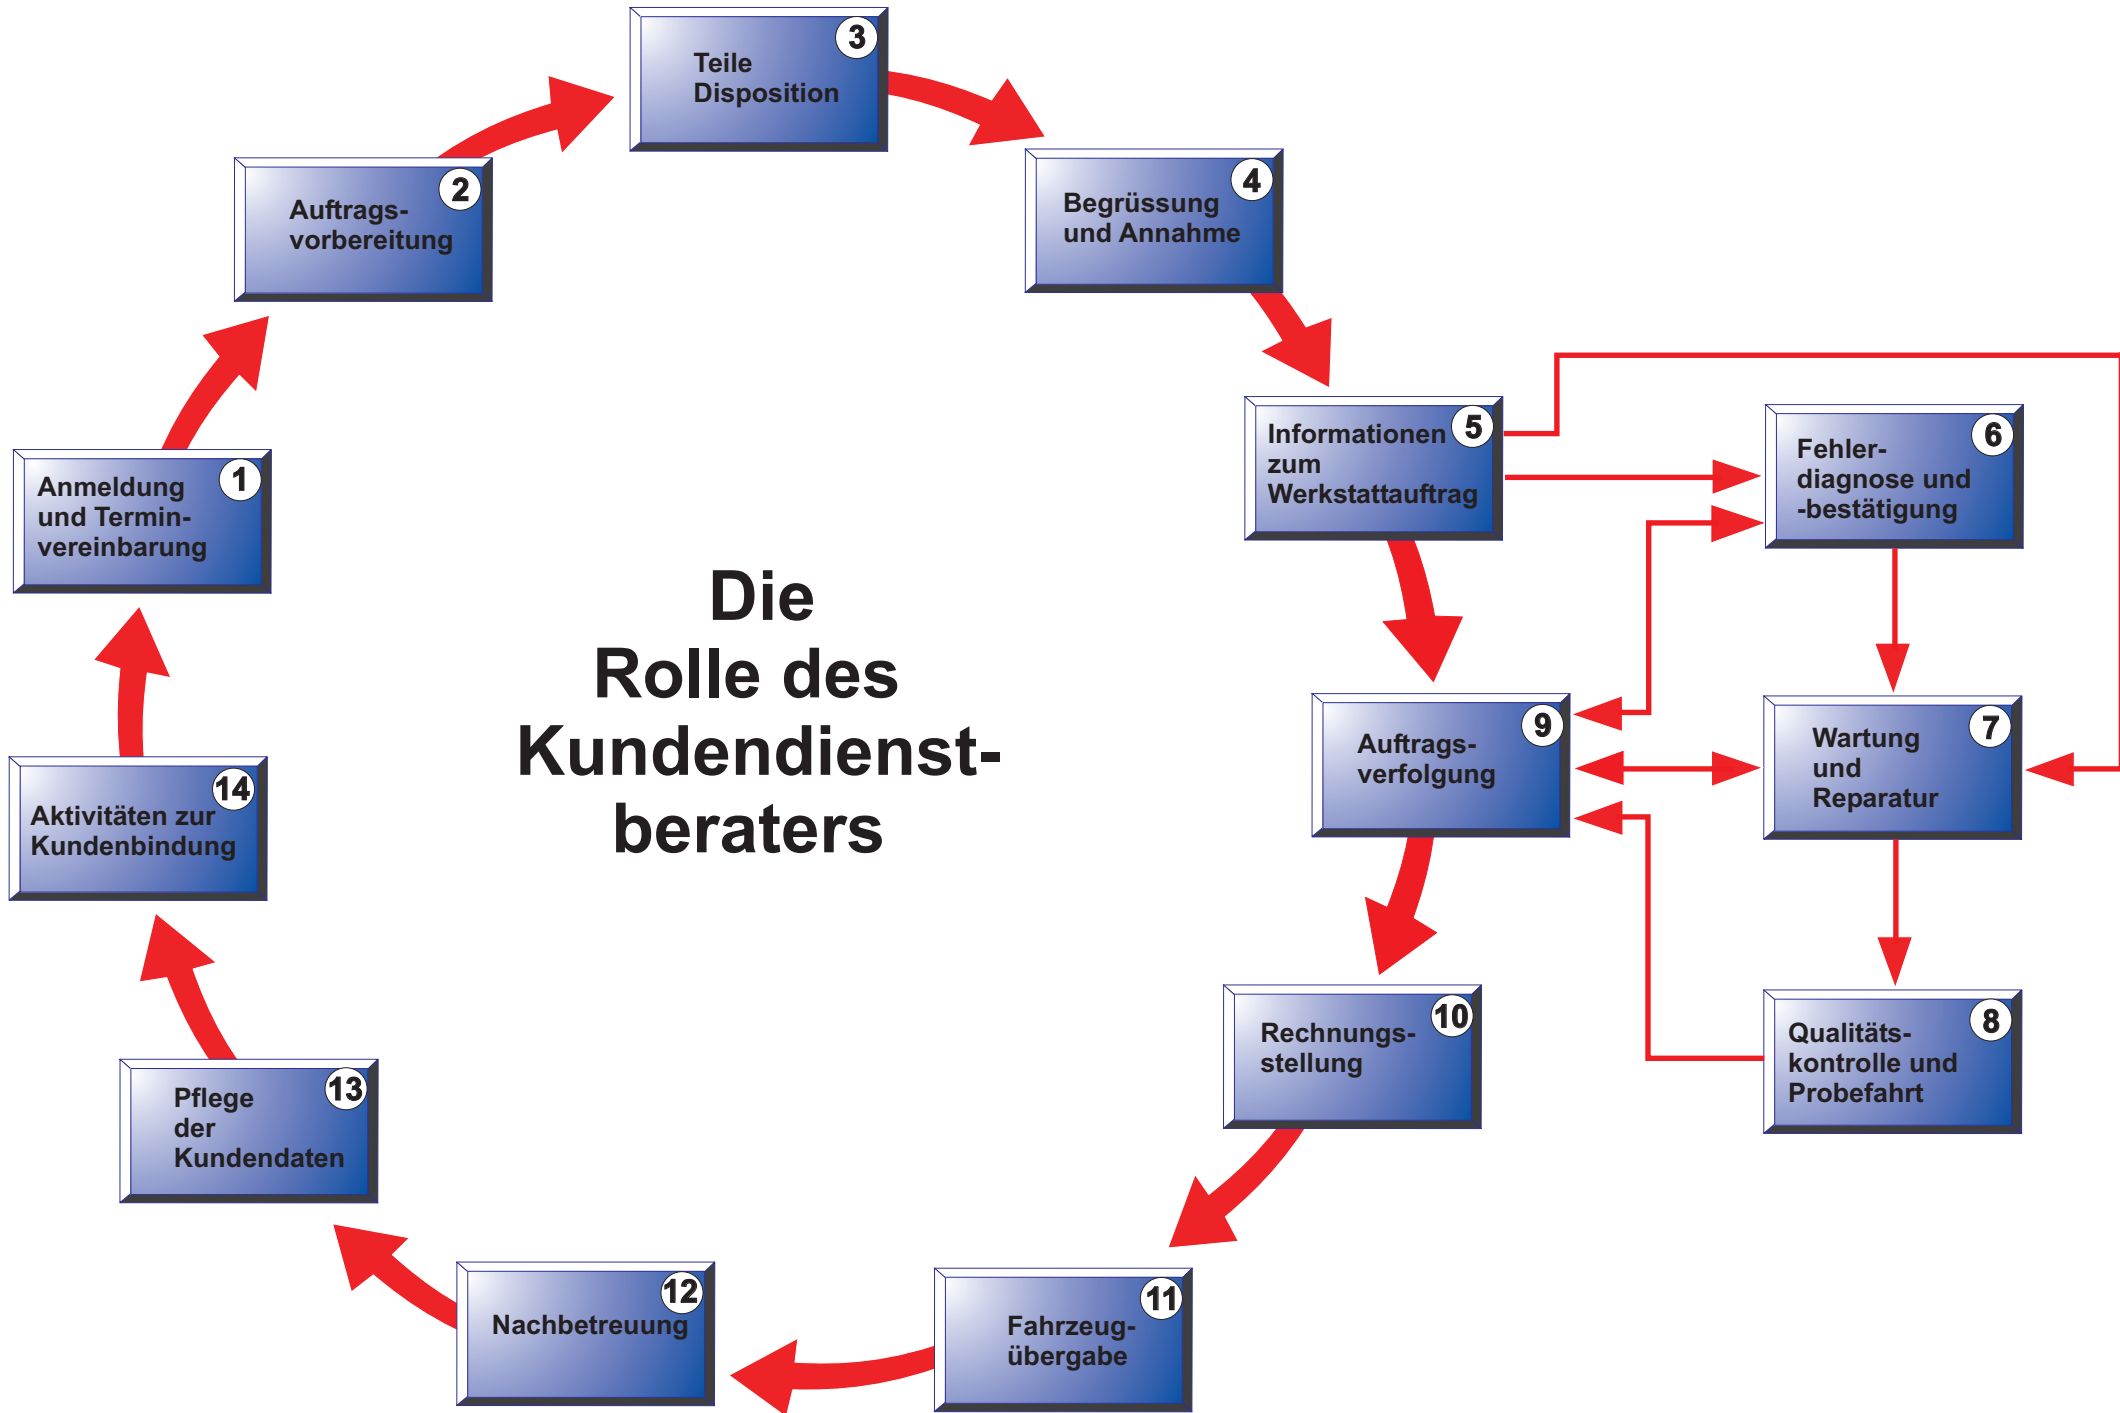 3
Teile
Disposition
2
Auftrags-
vorbereitung
4
Begrüssung
und Annahme
1
Anmeldung
und Termin-
vereinbarung
5
Informationen
zum
Werkstattauftrag
6
Fehler-
diagnose und
-bestätigung
Die
Rolle des
Kundendienst-
beraters
9
Auftrags-
verfolgung
7
Wartung
und
Reparatur
14
Aktivitäten zur
Kundenbindung
10
Rechnungs-
stellung
8
Qualitäts-
kontrolle und
Probefahrt
13
Pflege
der
Kundendaten
12
Nachbetreuung
11
Fahrzeug-
übergabe